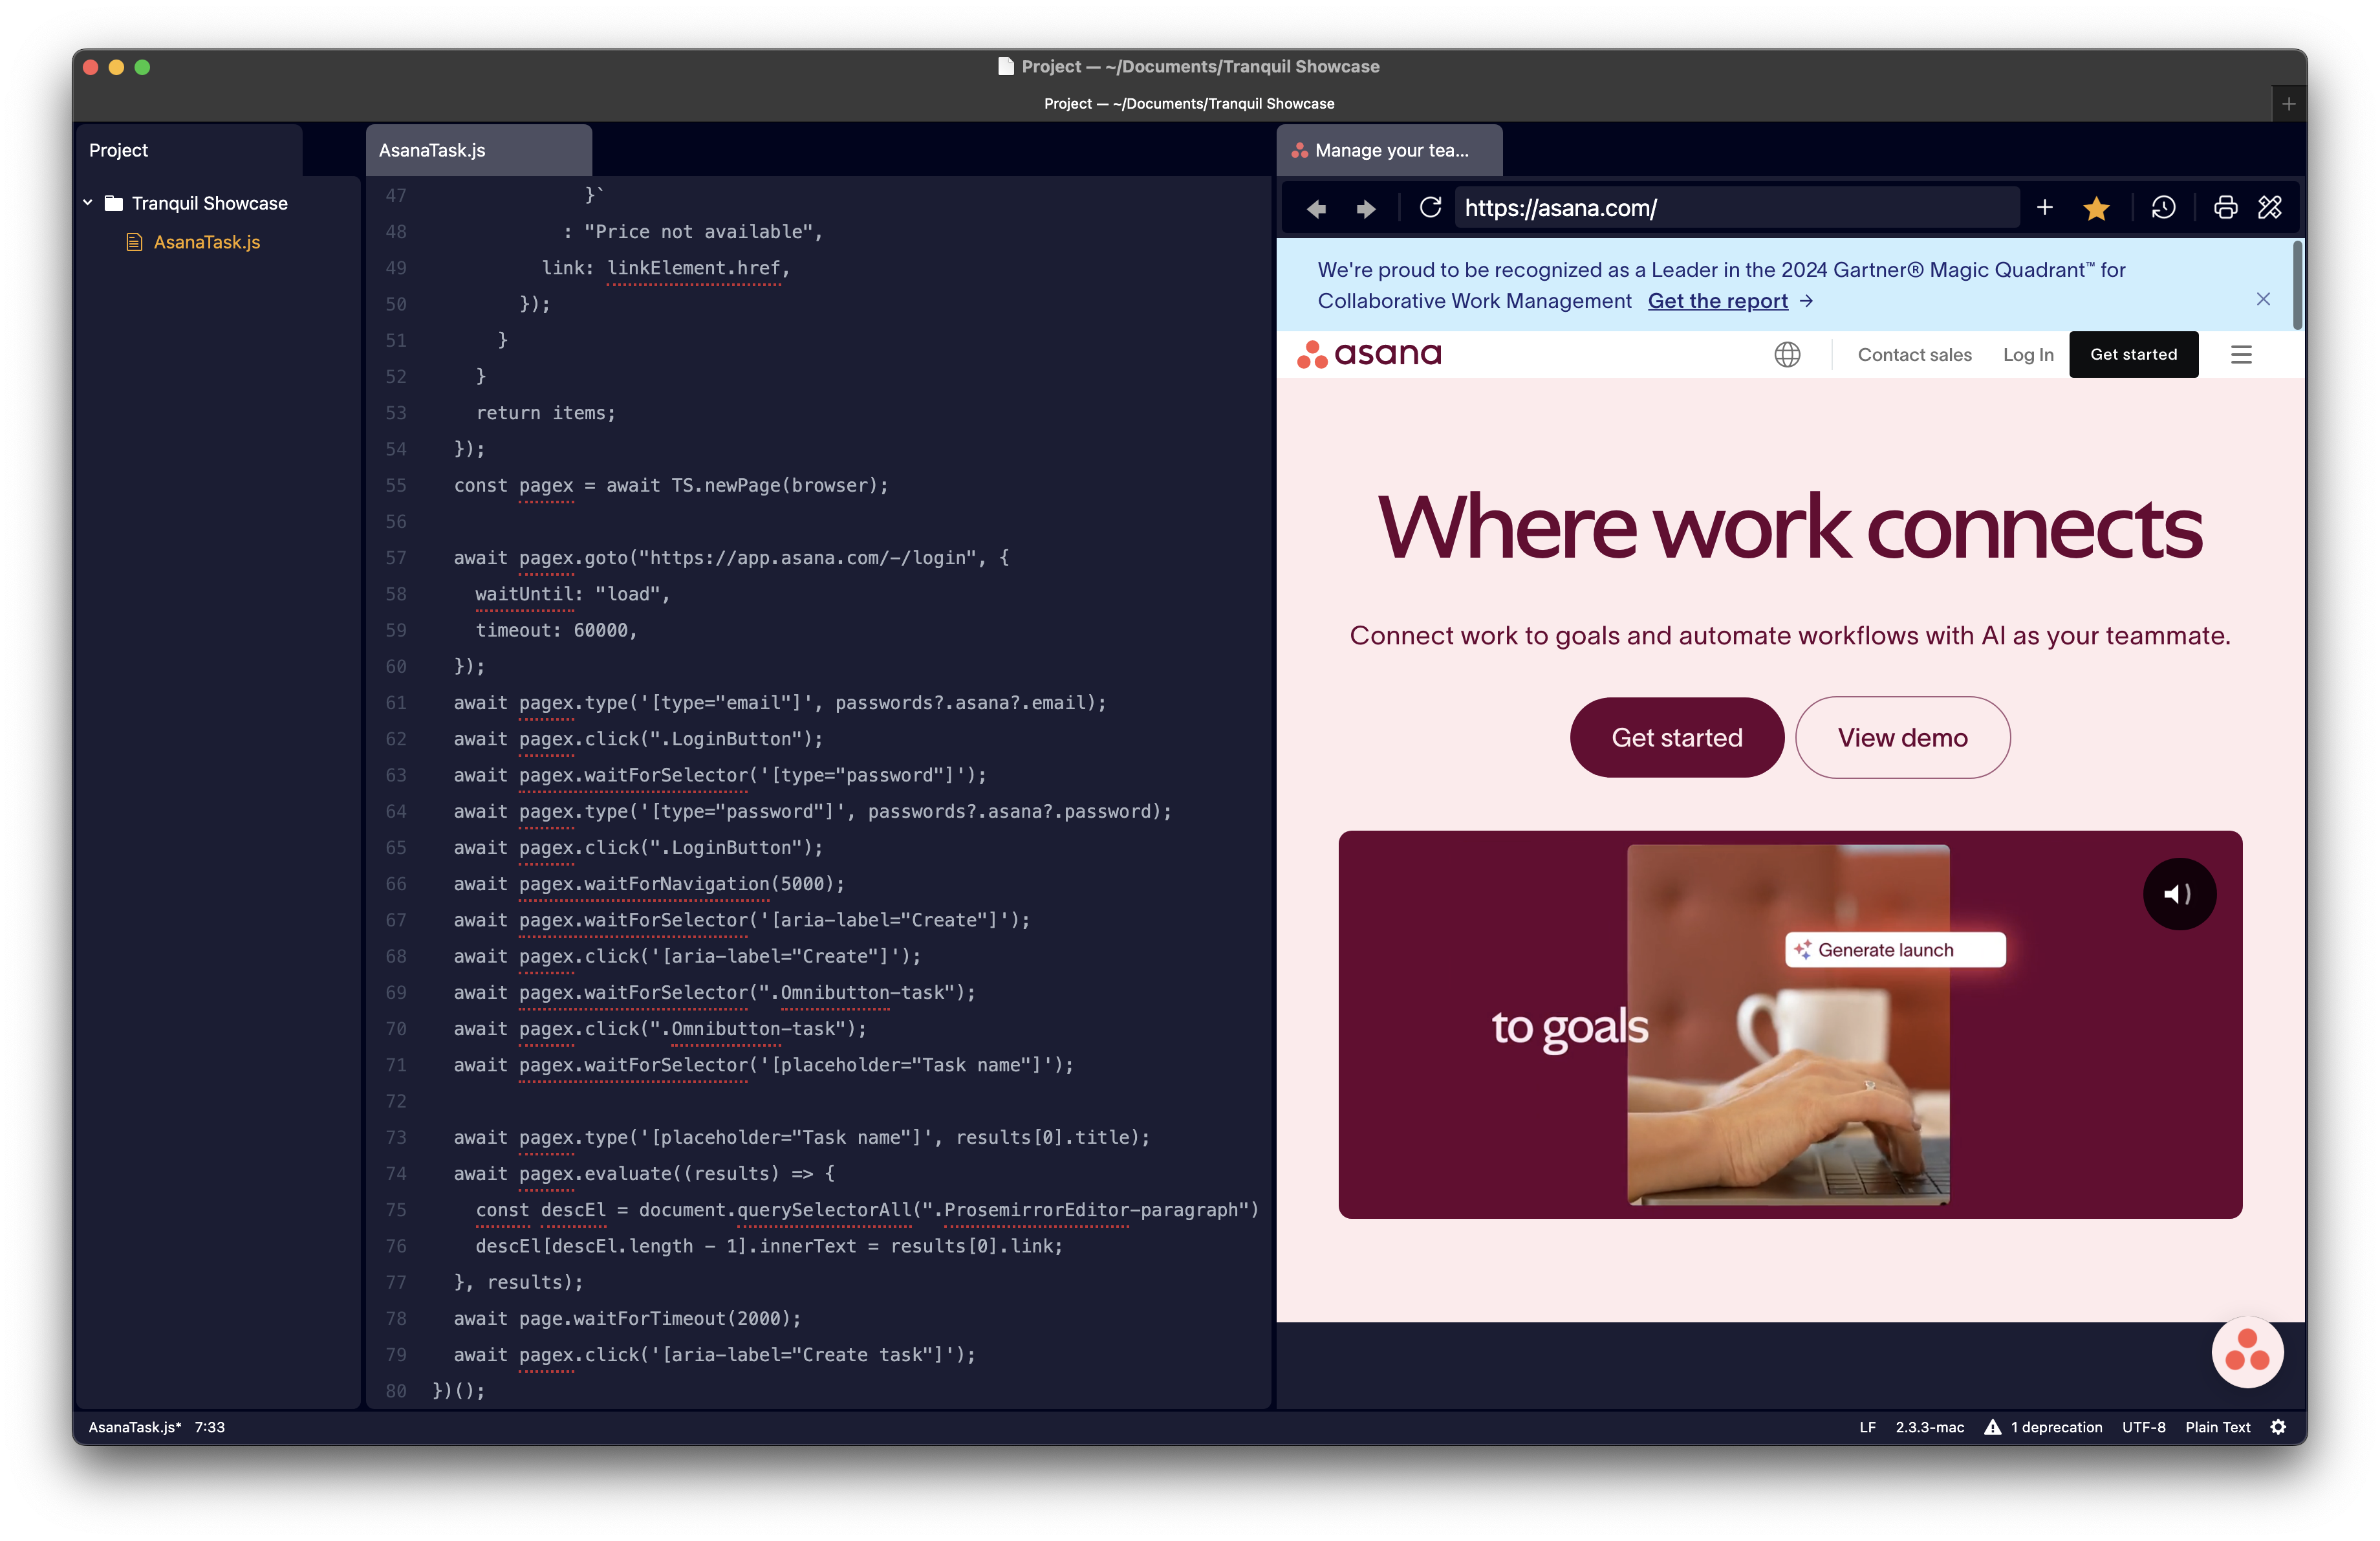 Project — ~/Documents/Tranquil Showcase
Project — ~/Documents/Tranquil Showcase
Project
Tranquil Showcase
AsanaTask.js
AsanaTask.js
47 }`
48 : "Price not available",
49 link: linkElement.href,
50 });
51 }
52 }
53 return items;
54 });
55 const pagex = await TS.newPage(browser);
56
57 await pagex.goto("https://app.asana.com/-/login", {
58 waitUntil: "load",
59 timeout: 60000,
60 });
61 await pagex.type('[type="email"]', passwords?.asana?.email);
62 await pagex.click(".LoginButton");
63 await pagex.waitForSelector('[type="password"]');
64 await pagex.type('[type="password"]', passwords?.asana?.password);
65 await pagex.click(".LoginButton");
66 await pagex.waitForNavigation(5000);
67 await pagex.waitForSelector('[aria-label="Create"]');
68 await pagex.click('[aria-label="Create"]');
69 await pagex.waitForSelector(".Omnibutton-task");
70 await pagex.click(".Omnibutton-task");
71 await pagex.waitForSelector('[placeholder="Task name"]');
72
73 await pagex.type('[placeholder="Task name"]', results[0].title);
74 await pagex.evaluate((results) => {
75 const descEl = document.querySelectorAll(".ProsemirrorEditor-paragraph")
76 descEl[descEl.length - 1].innerText = results[0].link;
77 }, results);
78 await page.waitForTimeout(2000);
79 await pagex.click('[aria-label="Create task"]');
80 })();
Manage your tea...
https://asana.com/
We're proud to be recognized as a Leader in the 2024 Gartner® Magic Quadrant™ for
Collaborative Work Management Get the report →
asana
Contact sales Log In Get started
Where work connects
Connect work to goals and automate workflows with AI as your teammate.
Get started View demo
Generate launch
to goals
AsanaTask.js* 7:33
LF 2.3.3-mac 1 deprecation UTF-8 Plain Text